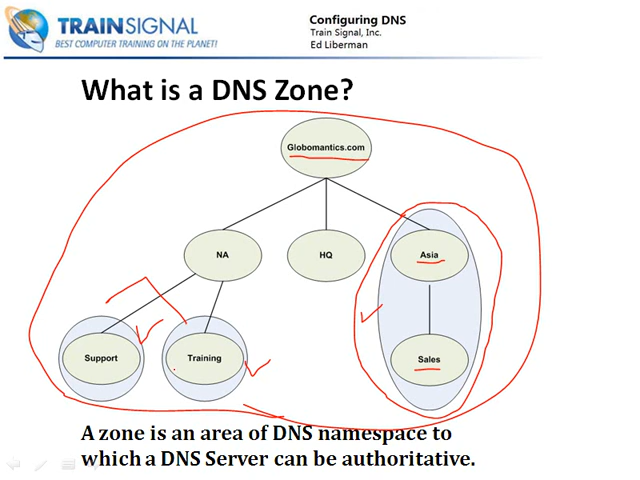 TRAINSIGNAL
BEST COMPUTER TRAINING ON THE PLANET!
Configuring DNS
Train Signal, Inc.
Ed Liberman
What is a DNS Zone?
Globomantics.com
NA
HQ
Asia
Support
Training
Sales
A zone is an area of DNS namespace to
which a DNS Server can be authoritative.